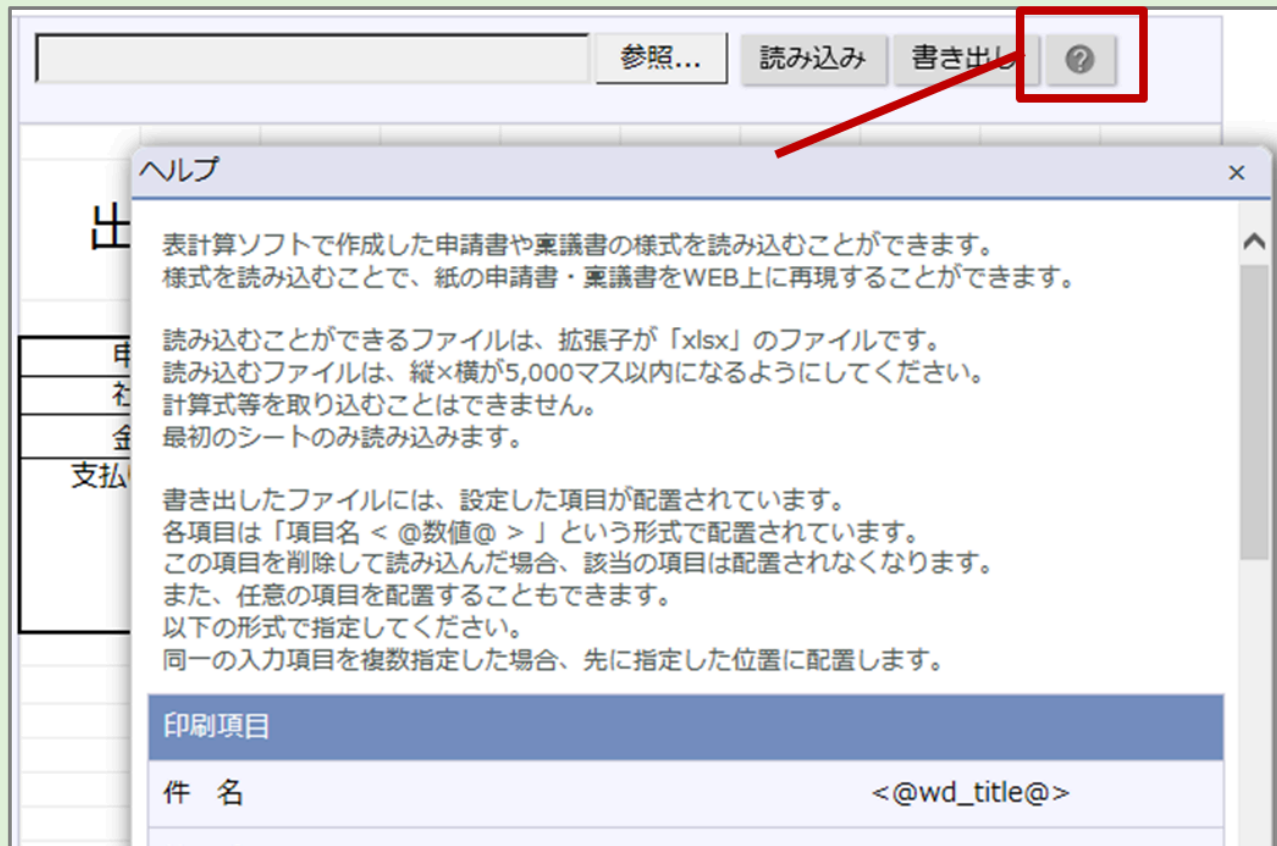 参照... 読み込み 書き出し ?
ヘルプ ×
出
表計算ソフトで作成した申請書や稟議書の様式を読み込むことができます。
様式を読み込むことで、紙の申請書・稟議書をWEB上に再現することができます。
読み込むことができるファイルは、拡張子が「xlsx」のファイルです。
読み込むファイルは、縦×横が5,000マス以内になるようにしてください。
計算式等を取り込むことはできません。
最初のシートのみ読み込みます。
支払
書き出したファイルには、設定した項目が配置されています。
各項目は「項目名 < @数値@ > 」という形式で配置されています。
この項目を削除して読み込んだ場合、該当の項目は配置されなくなります。
また、任意の項目を配置することもできます。
以下の形式で指定してください。
同一の入力項目を複数指定した場合、先に指定した位置に配置します。
印刷項目
件 名 <@wd_title@>